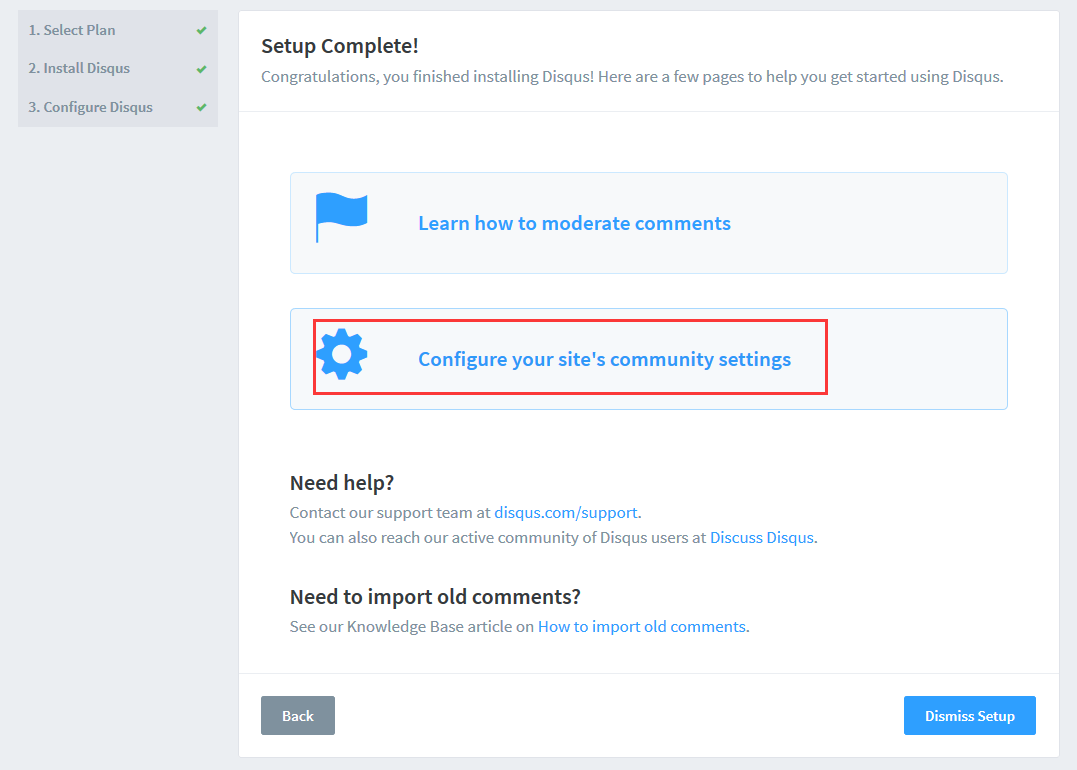 1. Select Plan
2. Install Disqus
3. Configure Disqus
Setup Complete!
Congratulations, you finished installing Disqus! Here are a few pages to help you get started using Disqus.
Learn how to moderate comments
Configure your site's community settings
Need help?
Contact our support team at disqus.com/support.
You can also reach our active community of Disqus users at Discuss Disqus.
Need to import old comments?
See our Knowledge Base article on How to import old comments.
Back
Dismiss Setup